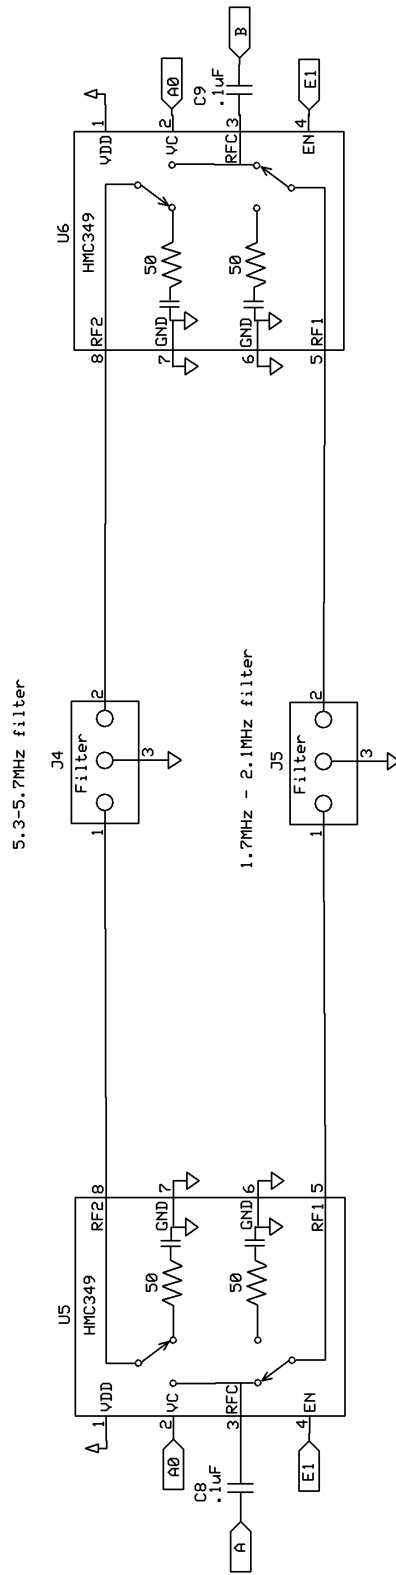 5.3-5.7MHz filter
U5
HMC349
1
VDD
RF2
8
A0
2
VC
50
GND
7
C8
.1uF
A
3
RFC
50
GND
6
E1
4
EN
RF1
5
J4
Filter
1
2
3
1.7MHz - 2.1MHz filter
J5
Filter
1
2
3
U6
HMC349
8
RF2
VDD
1
7
GND
50
VC
2
A0
6
GND
50
RFC
3
C9
.1uF
B
5
RF1
EN
4
E1